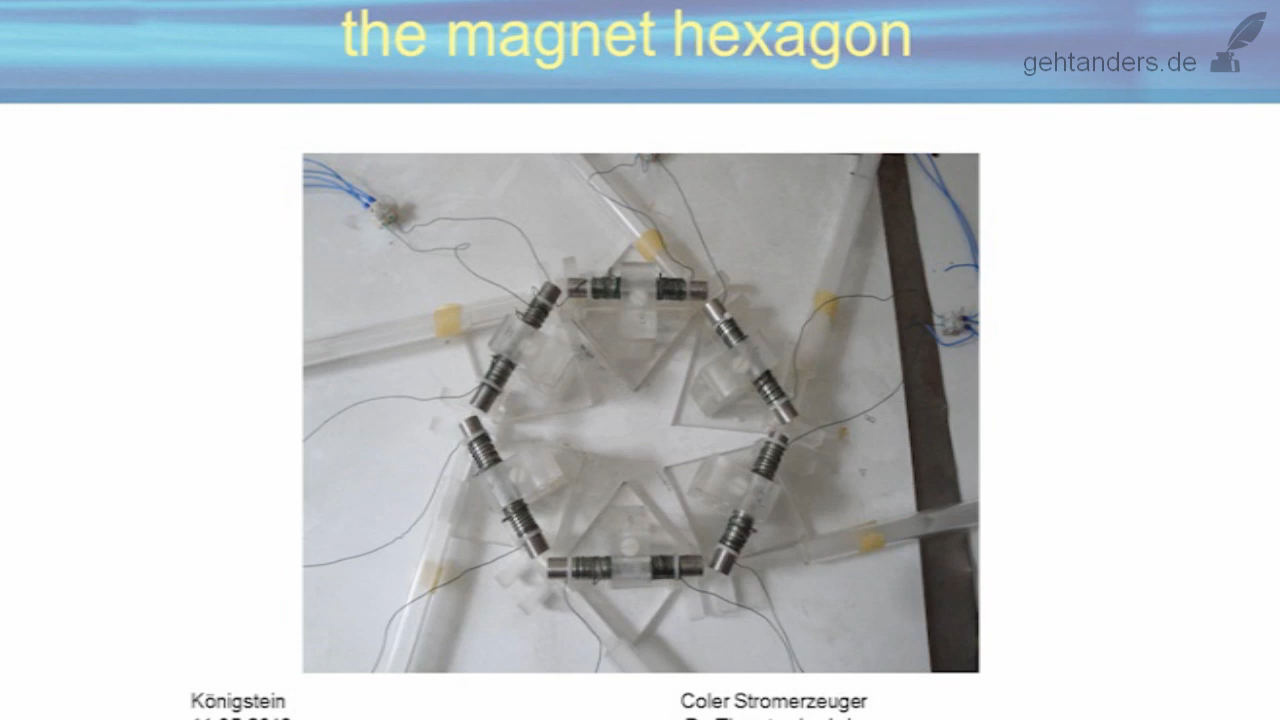 the magnet hexagon
gehtanders.de
Königstein
Coler Stromerzeuger